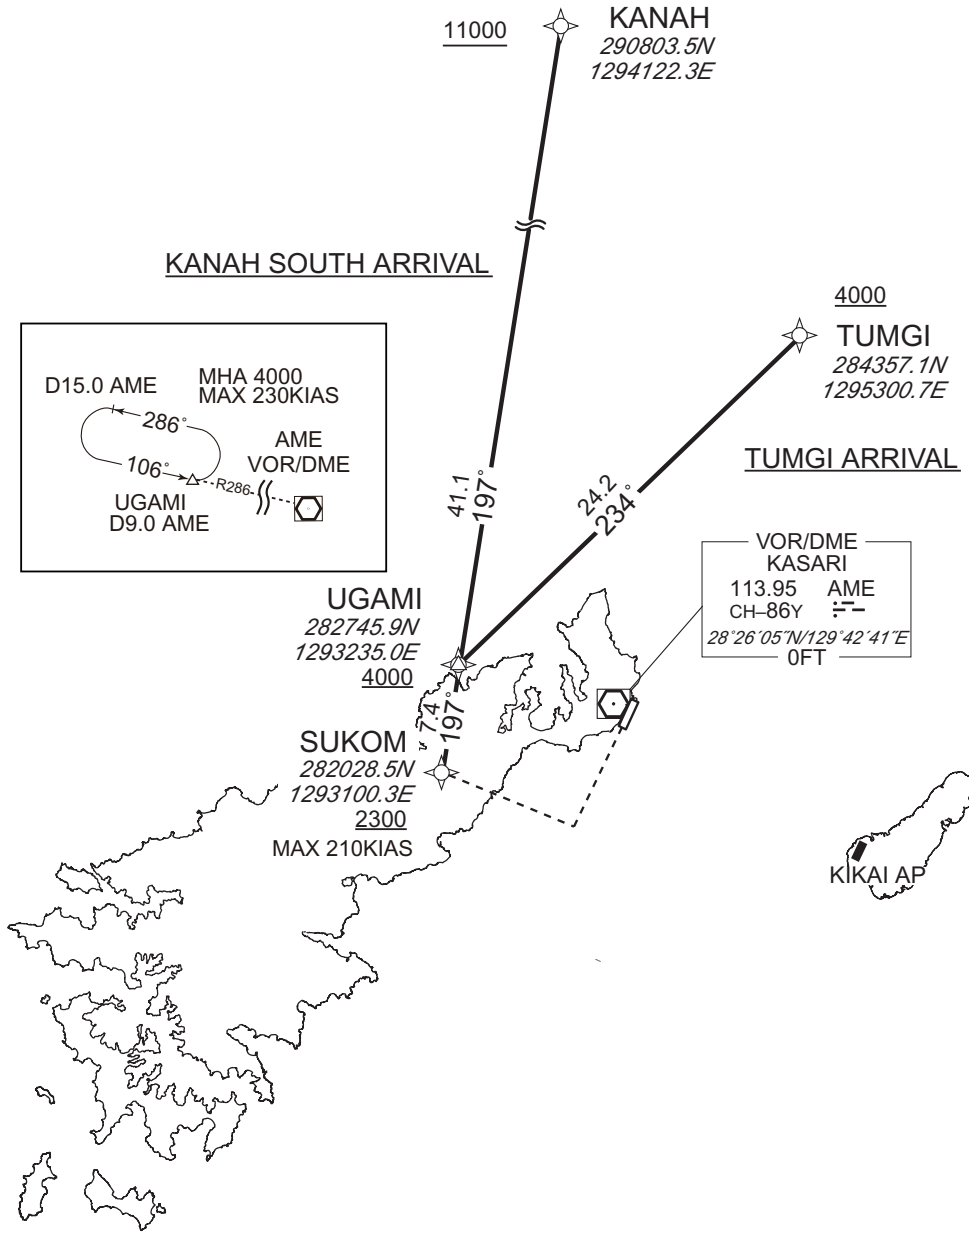 11000
KANAH
290803.5N
1294122.3E
KANAH SOUTH ARRIVAL
4000
TUMGI
284357.1N
1295300.7E
TUMGI ARRIVAL
D15.0 AME
MHA 4000
MAX 230KIAS
286°
106°
AME
VOR/DME
R286
UGAMI
D9.0 AME
41.1
197°
24.2
234°
VOR/DME
KASARI
113.95 AME
CH–86Y
28°26´05˝N/129°42´41˝E
0FT
UGAMI
282745.9N
1293235.0E
4000
7.4
197°
SUKOM
282028.5N
1293100.3E
2300
MAX 210KIAS
KIKAI AP